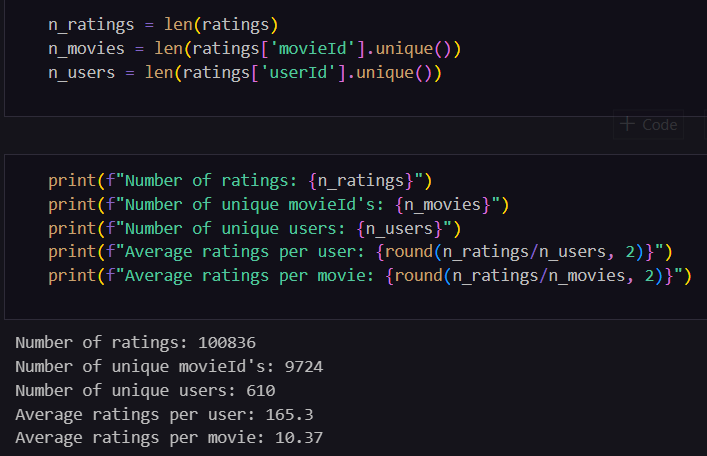 n_ratings = len(ratings)
n_movies = len(ratings['movieId'].unique())
n_users = len(ratings['userId'].unique())
+ Code
print(f"Number of ratings: {n_ratings}")
print(f"Number of unique movieId's: {n_movies}")
print(f"Number of unique users: {n_users}")
print(f"Average ratings per user: {round(n_ratings/n_users, 2)}")
print(f"Average ratings per movie: {round(n_ratings/n_movies, 2)}")
Number of ratings: 100836
Number of unique movieId's: 9724
Number of unique users: 610
Average ratings per user: 165.3
Average ratings per movie: 10.37